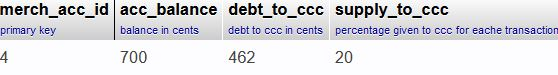 merch_acc_id acc_balance debt_to_ccc supply_to_ccc
primary key balance in cents debt to ccc in cents percentage given to ccc for eache transaction
4 700 462 20